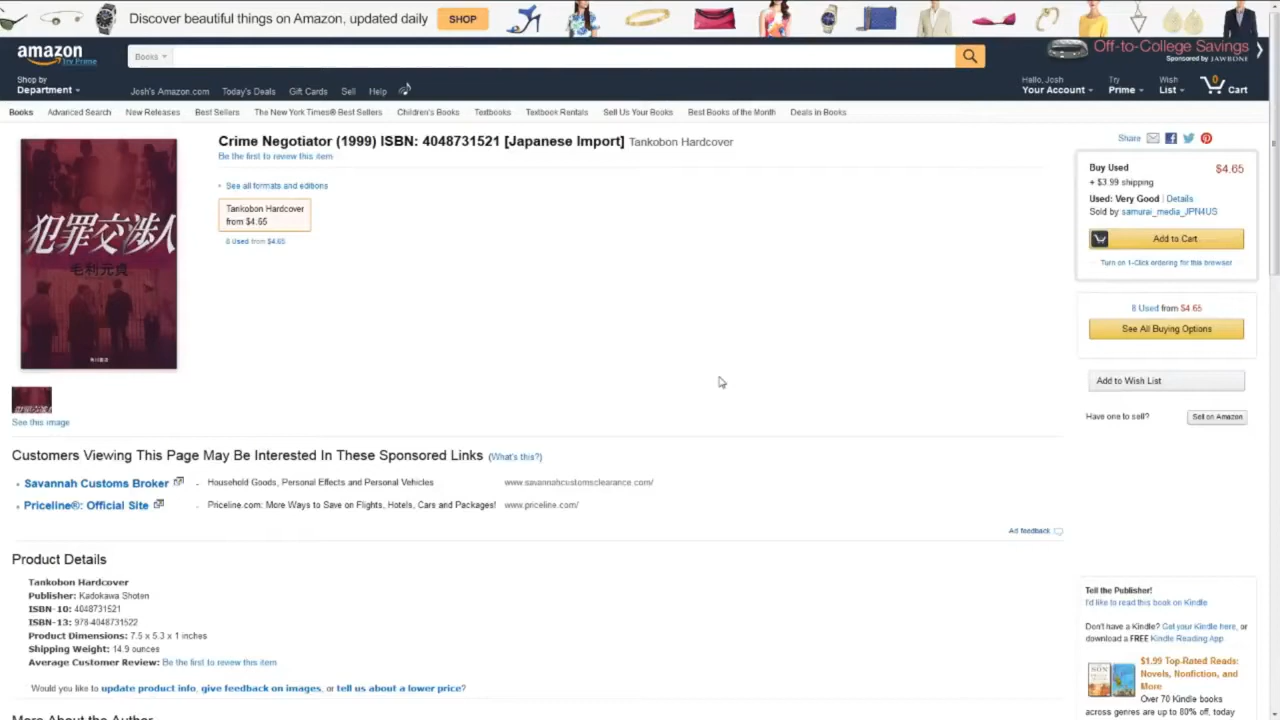 Discover beautiful things on Amazon, updated daily SHOP
amazon
Try Prime
Books
Off-to-College Savings
Sponsored by JAWBONE
Shop by
Department
Josh's Amazon.com Today's Deals Gift Cards Sell Help
Hello, Josh
Your Account
Try
Prime
Wish
List
0
Cart
Books Advanced Search New Releases Best Sellers The New York Times® Best Sellers Children's Books Textbooks Textbook Rentals Sell Us Your Books Best Books of the Month Deals in Books
犯罪交渉人
毛利元貞
角川書店
See this image
Crime Negotiator (1999) ISBN: 4048731521 [Japanese Import] Tankobon Hardcover
Be the first to review this item
See all formats and editions
Tankobon Hardcover
from $4.65
8 Used from $4.65
Share
Buy Used $4.65
+ $3.99 shipping
Used: Very Good | Details
Sold by samurai_media_JPN4US
Add to Cart
Turn on 1-Click ordering for this browser
8 Used from $4.65
See All Buying Options
Add to Wish List
Have one to sell? Sell on Amazon
Customers Viewing This Page May Be Interested In These Sponsored Links (What's this?)
Savannah Customs Broker - Household Goods, Personal Effects and Personal Vehicles www.savannahcustomsclearance.com/
Priceline®: Official Site - Priceline.com: More Ways to Save on Flights, Hotels, Cars and Packages! www.priceline.com/
Ad feedback
Product Details
Tankobon Hardcover
Publisher: Kadokawa Shoten
ISBN-10: 4048731521
ISBN-13: 978-4048731522
Product Dimensions: 7.5 x 5.3 x 1 inches
Shipping Weight: 14.9 ounces
Average Customer Review: Be the first to review this item
Would you like to update product info, give feedback on images, or tell us about a lower price?
More About the Author
Tell the Publisher!
I'd like to read this book on Kindle
Don't have a Kindle? Get your Kindle here, or
download a FREE Kindle Reading App.
$1.99 Top-Rated Reads:
Novels, Nonfiction, and
More
Over 70 Kindle books
across genres are up to 80% off, today